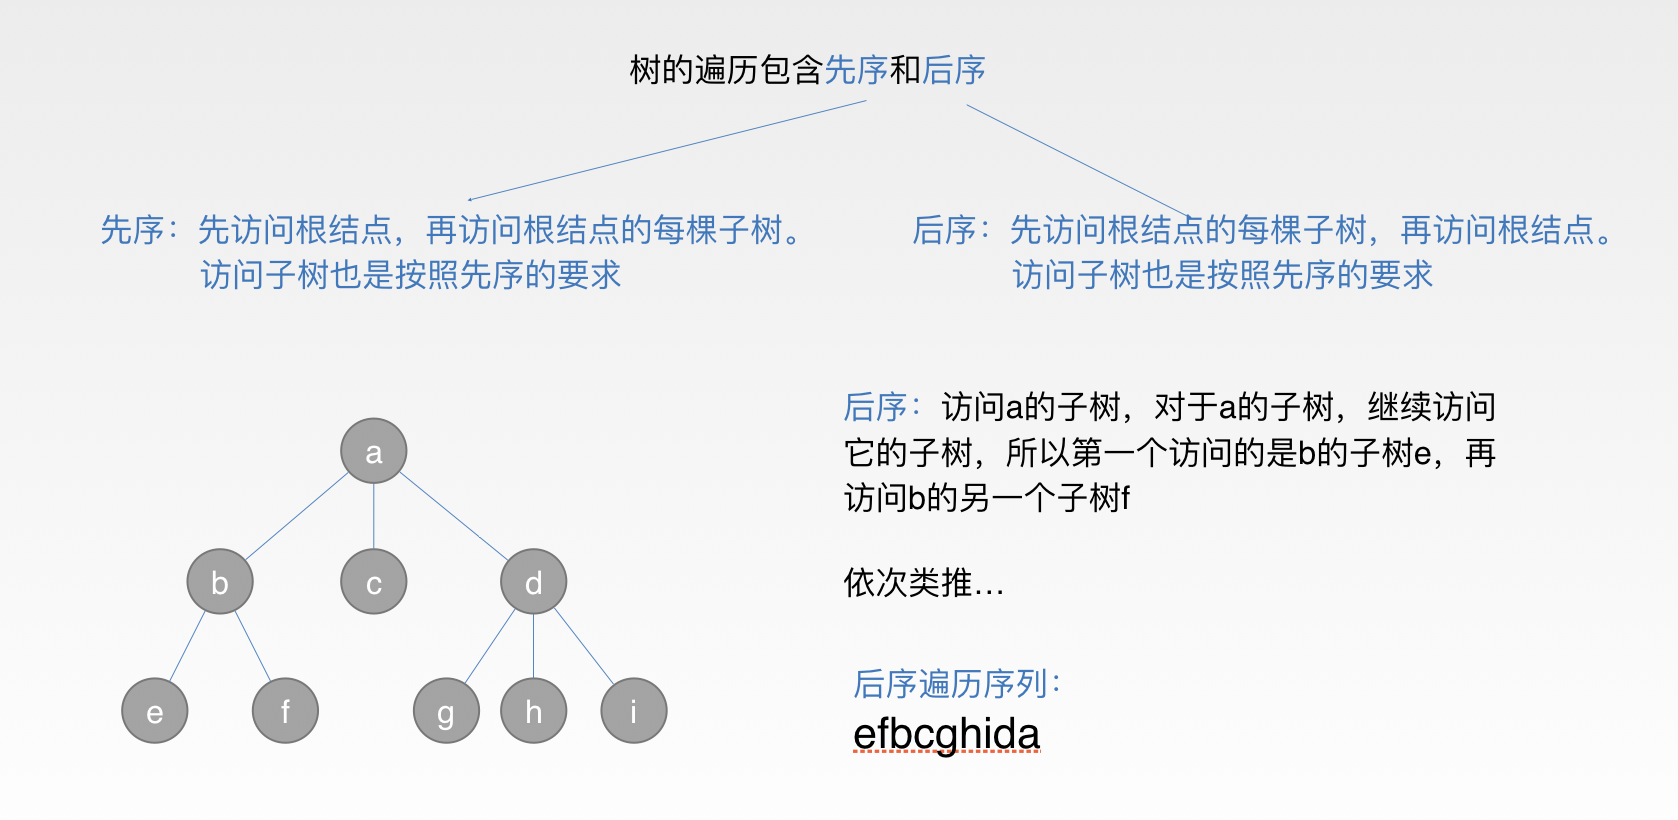 树的遍历包含先序和后序
先序：先访问根结点，再访问根结点的每棵子树。
访问子树也是按照先序的要求
后序：先访问根结点的每棵子树，再访问根结点。
访问子树也是按照先序的要求
a
b
c
d
e
f
g
h
i
后序：访问a的子树，对于a的子树，继续访问
它的子树，所以第一个访问的是b的子树e，再
访问b的另一个子树f
依次类推…
后序遍历序列：
efbcghida